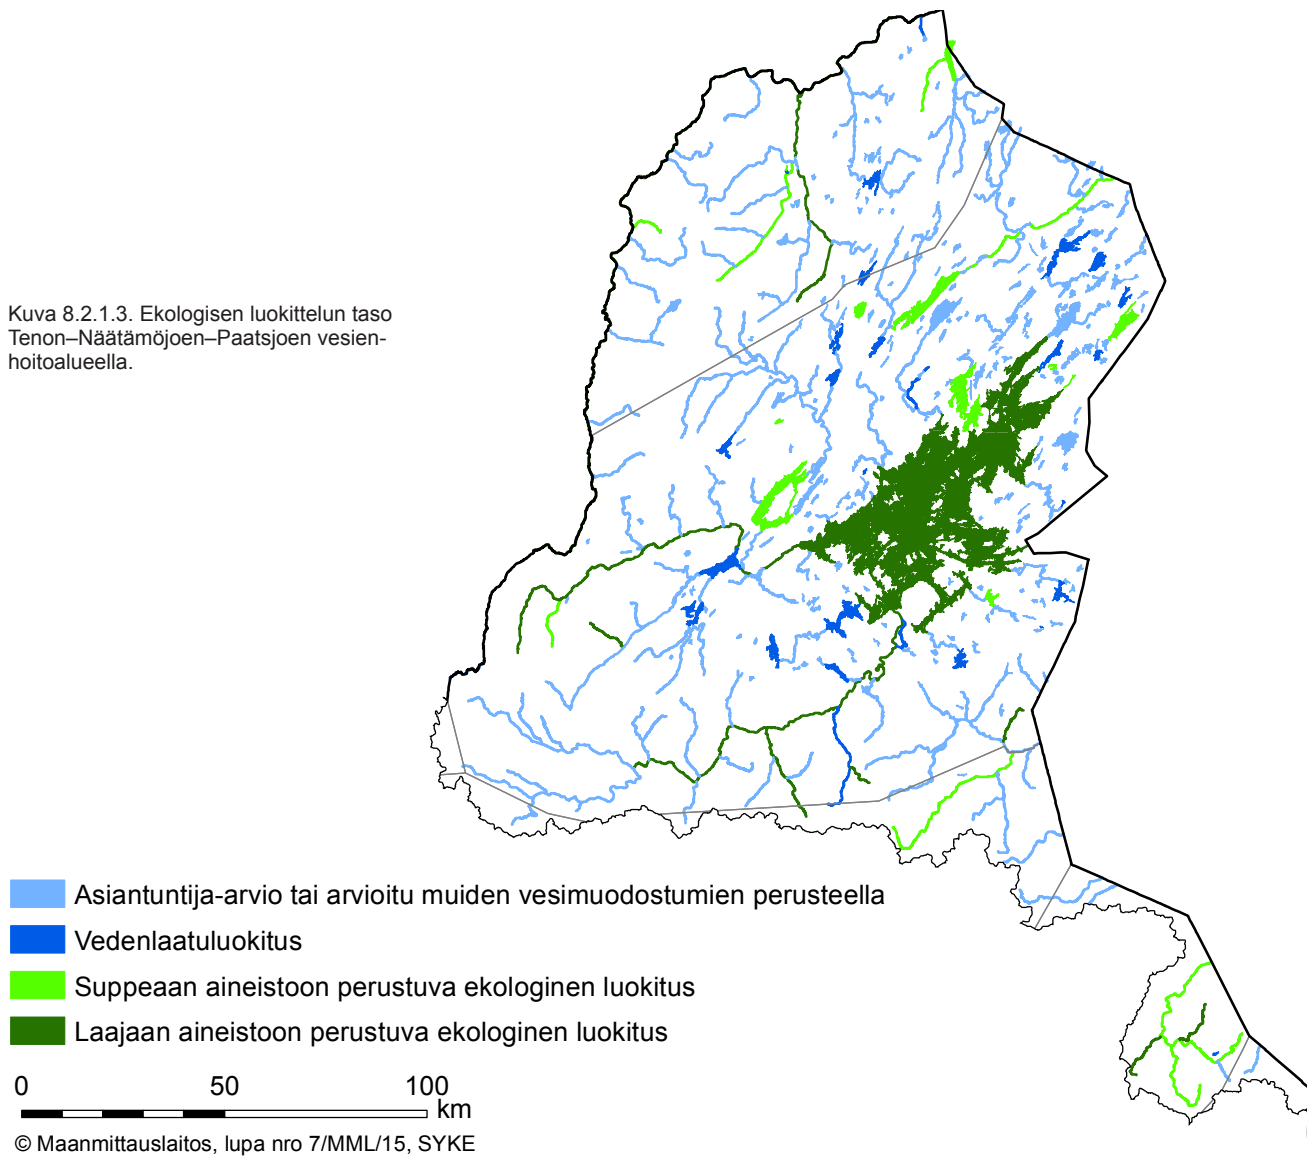 Kuva 8.2.1.3. Ekologisen luokittelun taso
Tenon–Näätämöjoen–Paatsjoen vesien-
hoitoalueella.
Asiantuntija-arvio tai arvioitu muiden vesimuodostumien perusteella
Vedenlaatuluokitus
Suppeaan aineistoon perustuva ekologinen luokitus
Laajaan aineistoon perustuva ekologinen luokitus
0 50 100
km
© Maanmittauslaitos, lupa nro 7/MML/15, SYKE